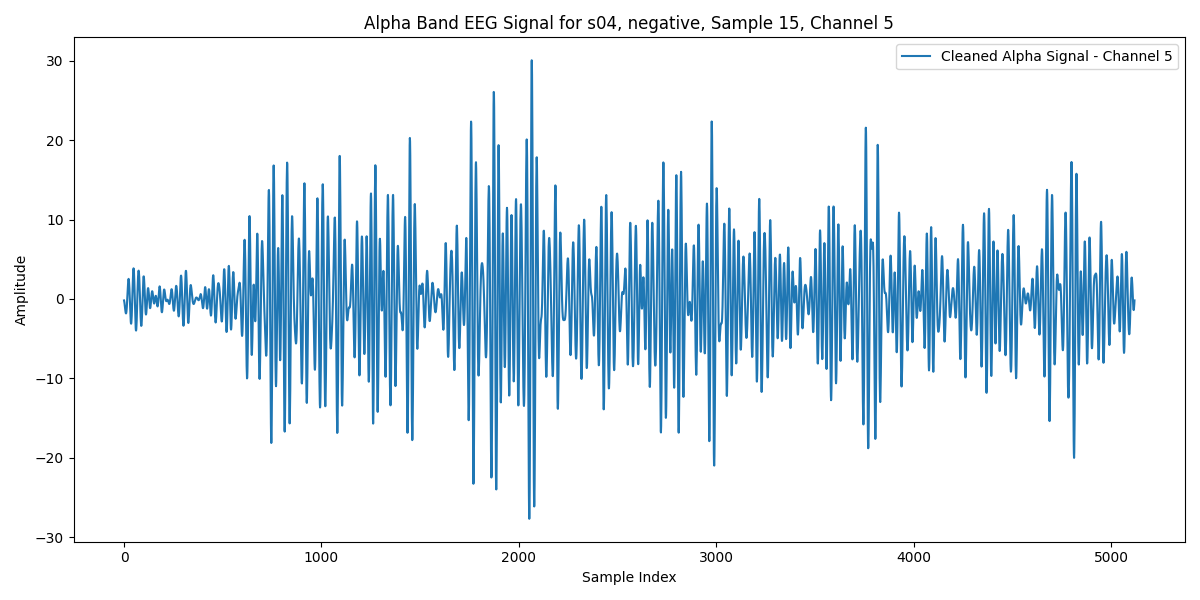 Alpha Band EEG Signal for s04, negative, Sample 15, Channel 5
Cleaned Alpha Signal - Channel 5
30
20
10
0
−10
−20
−30
Amplitude
0 1000 2000 3000 4000 5000
Sample Index